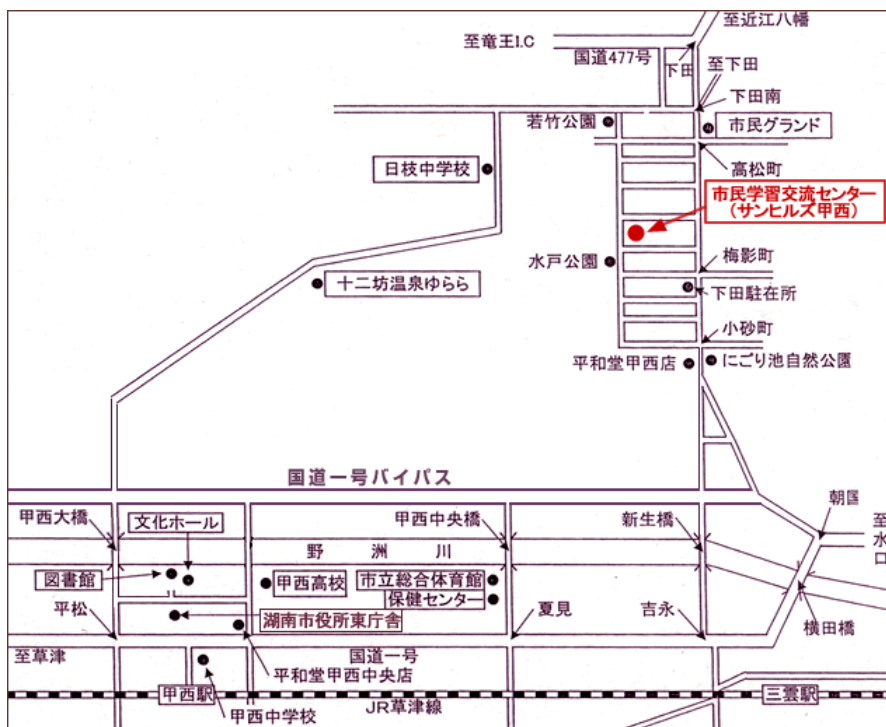 至近江八幡
至竜王I.C
国道477号
下田
至下田
下田南
若竹公園
市民グランド
日枝中学校
高松町
市民学習交流センター
（サンヒルズ甲西）
水戸公園
梅影町
十二坊温泉ゆらら
下田駐在所
小砂町
平和堂甲西店
にごり池自然公園
国道一号バイパス
朝国
甲西大橋
文化ホール
甲西中央橋
新生橋
至水口
野洲川
図書館
甲西高校
市立総合体育館
保健センター
平松
湖南市役所東庁舎
夏見
吉永
横田橋
至草津
国道一号
平和堂甲西中央店
甲西駅
三雲駅
JR草津線
甲西中学校